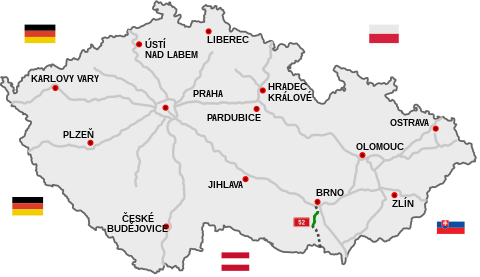 ÚSTÍ
NAD LABEM
LIBEREC
KARLOVY VARY
PRAHA
HRADEC
KRÁLOVÉ
PARDUBICE
PLZEŇ
OSTRAVA
OLOMOUC
JIHLAVA
BRNO
ZLÍN
ČESKÉ
BUDĚJOVICE
52